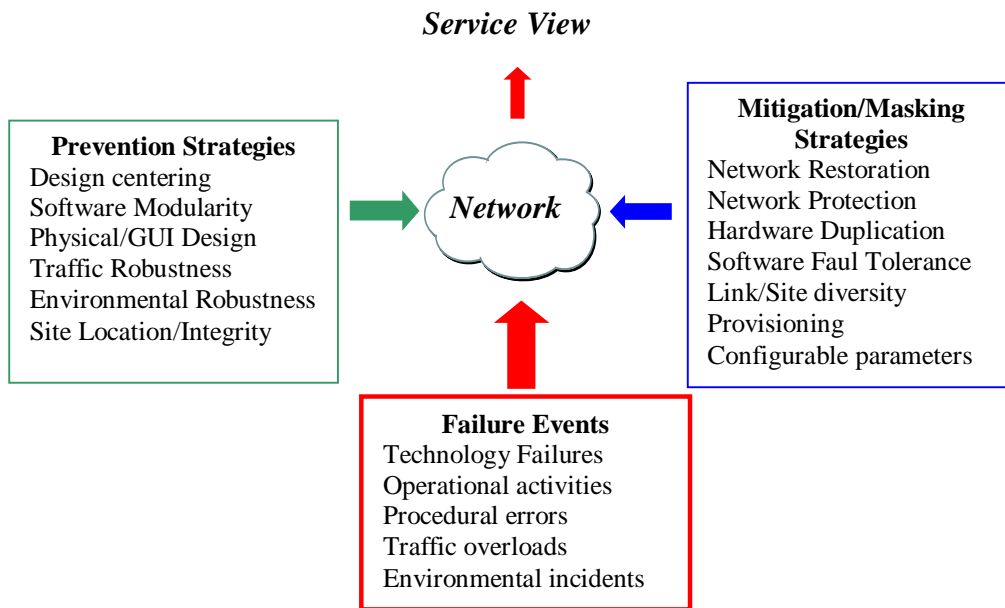 Service View
Prevention Strategies
Design centering
Software Modularity
Physical/GUI Design
Traffic Robustness
Environmental Robustness
Site Location/Integrity
Network
Mitigation/Masking
Strategies
Network Restoration
Network Protection
Hardware Duplication
Software Faul Tolerance
Link/Site diversity
Provisioning
Configurable parameters
Failure Events
Technology Failures
Operational activities
Procedural errors
Traffic overloads
Environmental incidents